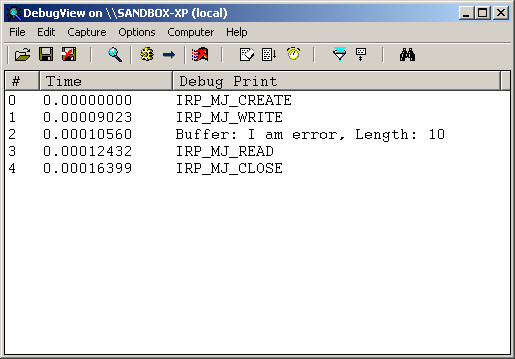 DebugView on \\SANDBOX-XP (local)
File Edit Capture Options Computer Help
# Time Debug Print
0 0.00000000 IRP_MJ_CREATE
1 0.00009023 IRP_MJ_WRITE
2 0.00010560 Buffer: I am error, Length: 10
3 0.00012432 IRP_MJ_READ
4 0.00016399 IRP_MJ_CLOSE